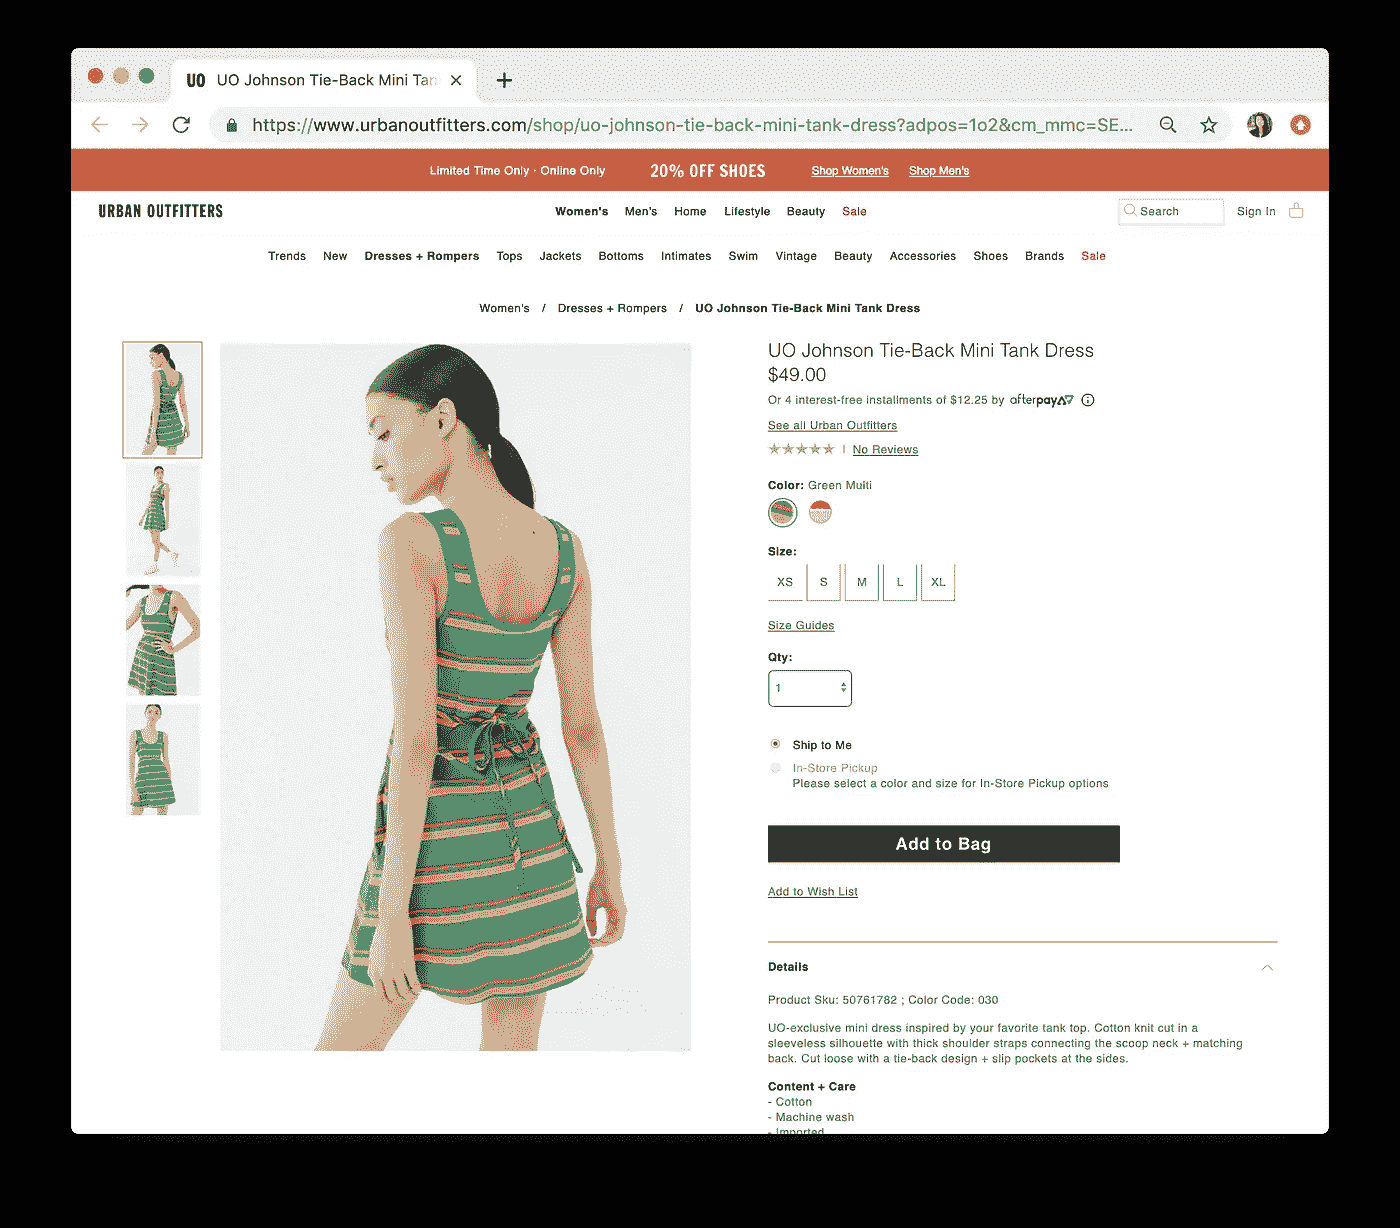 UO UO Johnson Tie-Back Mini Tan
https://www.urbanoutfitters.com/shop/uo-johnson-tie-back-mini-tank-dress?adpos=1o2&cm_mmc=SE...
Limited Time Only · Online Only 20% OFF SHOES Shop Women's Shop Men's
URBAN OUTFITTERS Women's Men's Home Lifestyle Beauty Sale Search Sign In
Trends New Dresses + Rompers Tops Jackets Bottoms Intimates Swim Vintage Beauty Accessories Shoes Brands Sale
Women's / Dresses + Rompers / UO Johnson Tie-Back Mini Tank Dress
UO Johnson Tie-Back Mini Tank Dress
$49.00
Or 4 interest-free installments of $12.25 by afterpay
See all Urban Outfitters
No Reviews
Color: Green Multi
Size:
XS S M L XL
Size Guides
Qty:
1
Ship to Me
In-Store Pickup
Please select a color and size for In-Store Pickup options
Add to Bag
Add to Wish List
Details
Product Sku: 50761782 ; Color Code: 030
UO-exclusive mini dress inspired by your favorite tank top. Cotton knit cut in a
sleeveless silhouette with thick shoulder straps connecting the scoop neck + matching
back. Cut loose with a tie-back design + slip pockets at the sides.
Content + Care
- Cotton
- Machine wash
- Imported